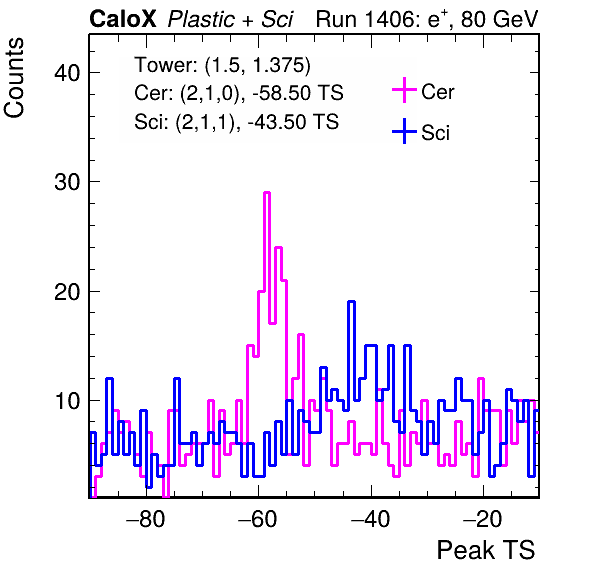 CaloX Plastic + Sci Run 1406: e⁺, 80 GeV
Counts
Tower: (1.5, 1.375)
Cer: (2,1,0), -58.50 TS
Sci: (2,1,1), -43.50 TS
Cer
Sci
40
30
20
10
−80 −60 −40 −20
Peak TS